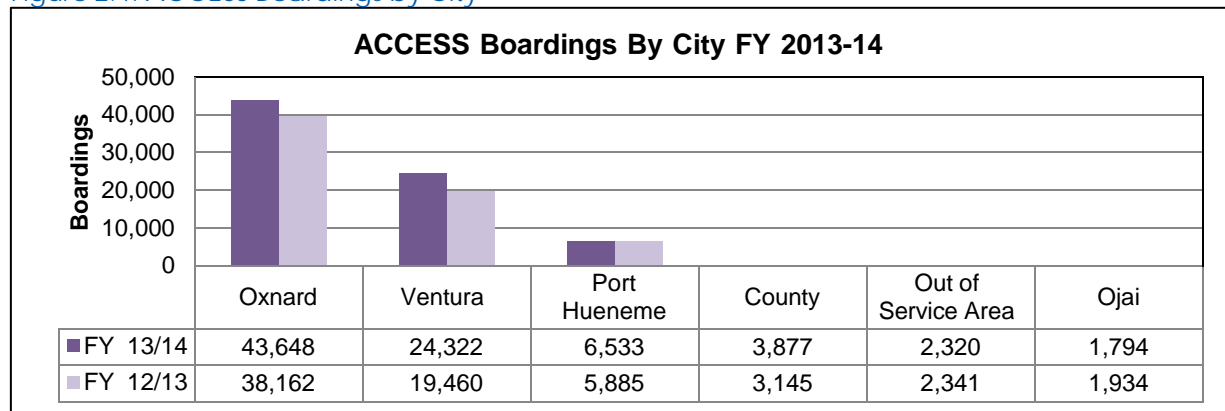 ACCESS Boardings By City FY 2013-14
Boardings
50,000
40,000
30,000
20,000
10,000
0
Oxnard Ventura Port Hueneme County Out of Service Area Ojai
FY 13/14 43,648 24,322 6,533 3,877 2,320 1,794
FY 12/13 38,162 19,460 5,885 3,145 2,341 1,934